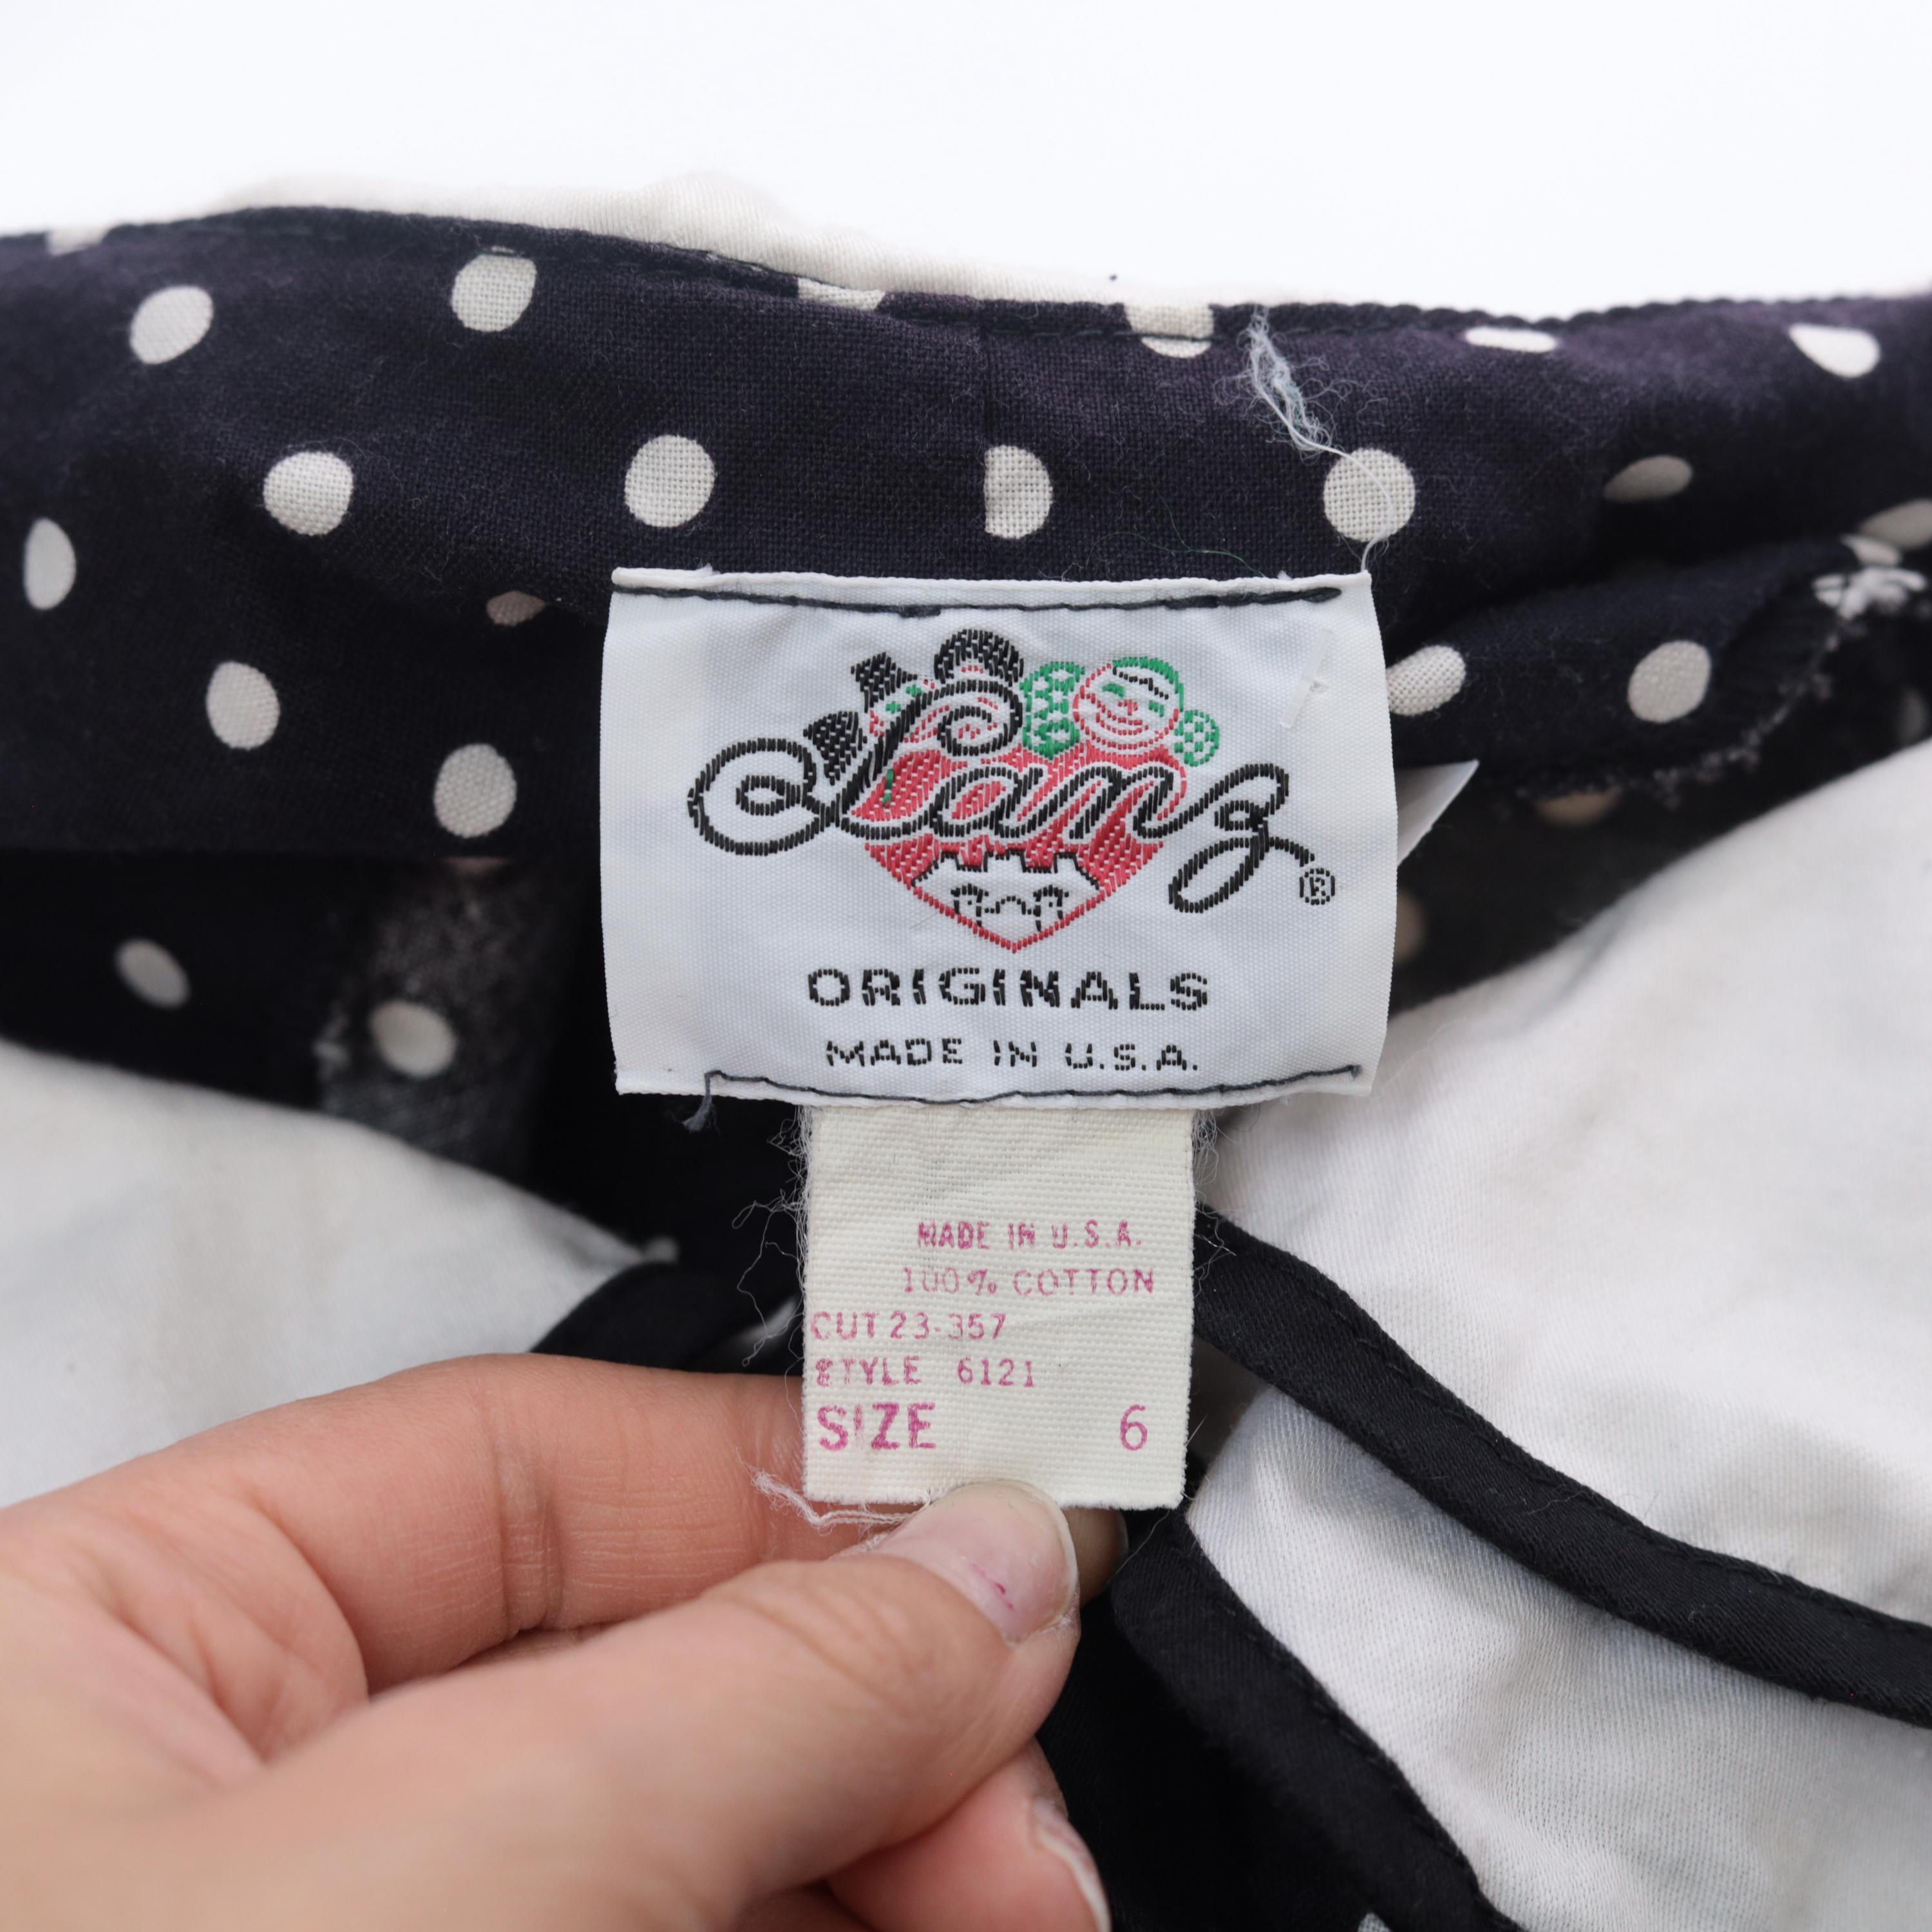 Lanz®
ORIGINALS
MADE IN U.S.A.
MADE IN U.S.A.
100% COTTON
CUT 23-357
STYLE 6121
SIZE 6